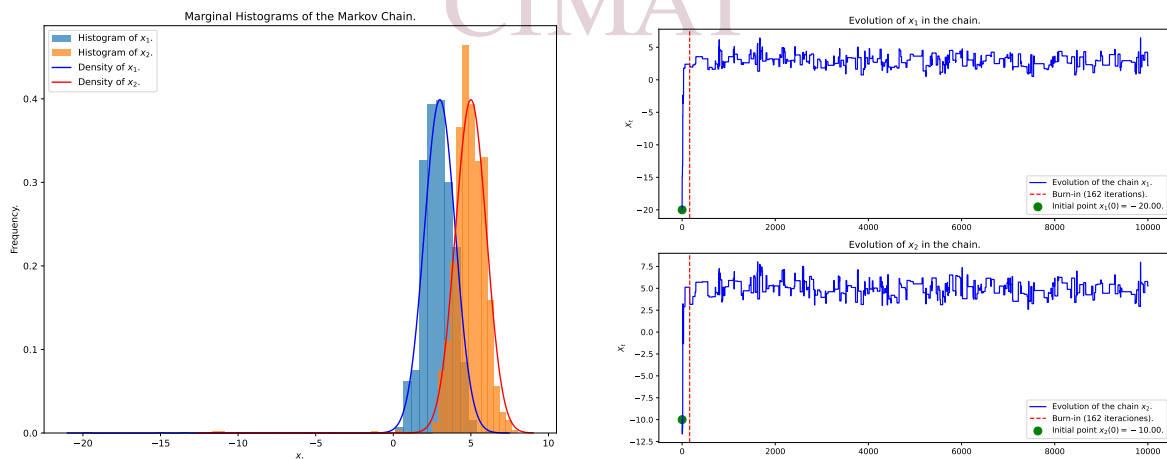 CIMAT
Marginal Histograms of the Markov Chain.
Histogram of x₁.
Histogram of x₂.
Density of x₁.
Density of x₂.
0.4
0.3
0.2
0.1
0.0
Frequency.
−20
−15
−10
−5
0
5
10
x.
Evolution of x₁ in the chain.
5
0
−5
−10
−15
−20
Xₜ
Evolution of the chain x₁.
Burn-in (162 iterations).
Initial point x₁(0) = −20.00.
0
2000
4000
6000
8000
10000
Evolution of x₂ in the chain.
7.5
5.0
2.5
0.0
−2.5
−5.0
−7.5
−10.0
−12.5
Xₜ
Evolution of the chain x₂.
Burn-in (162 iteraciones).
Initial point x₂(0) = −10.00.
0
2000
4000
6000
8000
10000